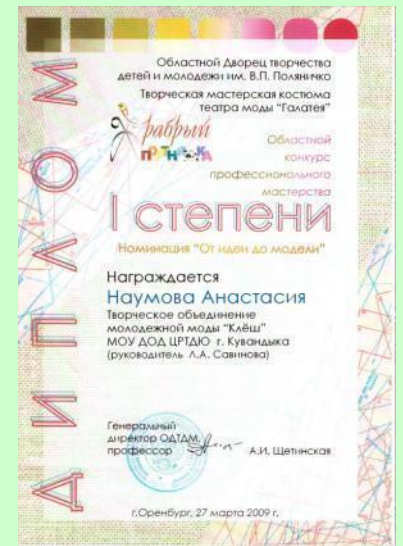 ДИПЛОМ
Областной Дворец творчества
детей и молодежи им. В.П. Поляничко
Творческая мастерская костюма
театра моды "Галатея"
Храбрый
портняжка
Областной
конкурс
профессионального
мастерства
I степени
Номинация "От идеи до модели"
Награждается
Наумова Анастасия
Творческое объединение
молодежной моды "Клёш"
МОУ ДОД ЦРТДЮ г. Кувандыка
(руководитель Л.А. Савинова)
Генеральный
директор ОДТДМ,
профессор
А.И. Щетинская
г.Оренбург, 27 марта 2009 г.